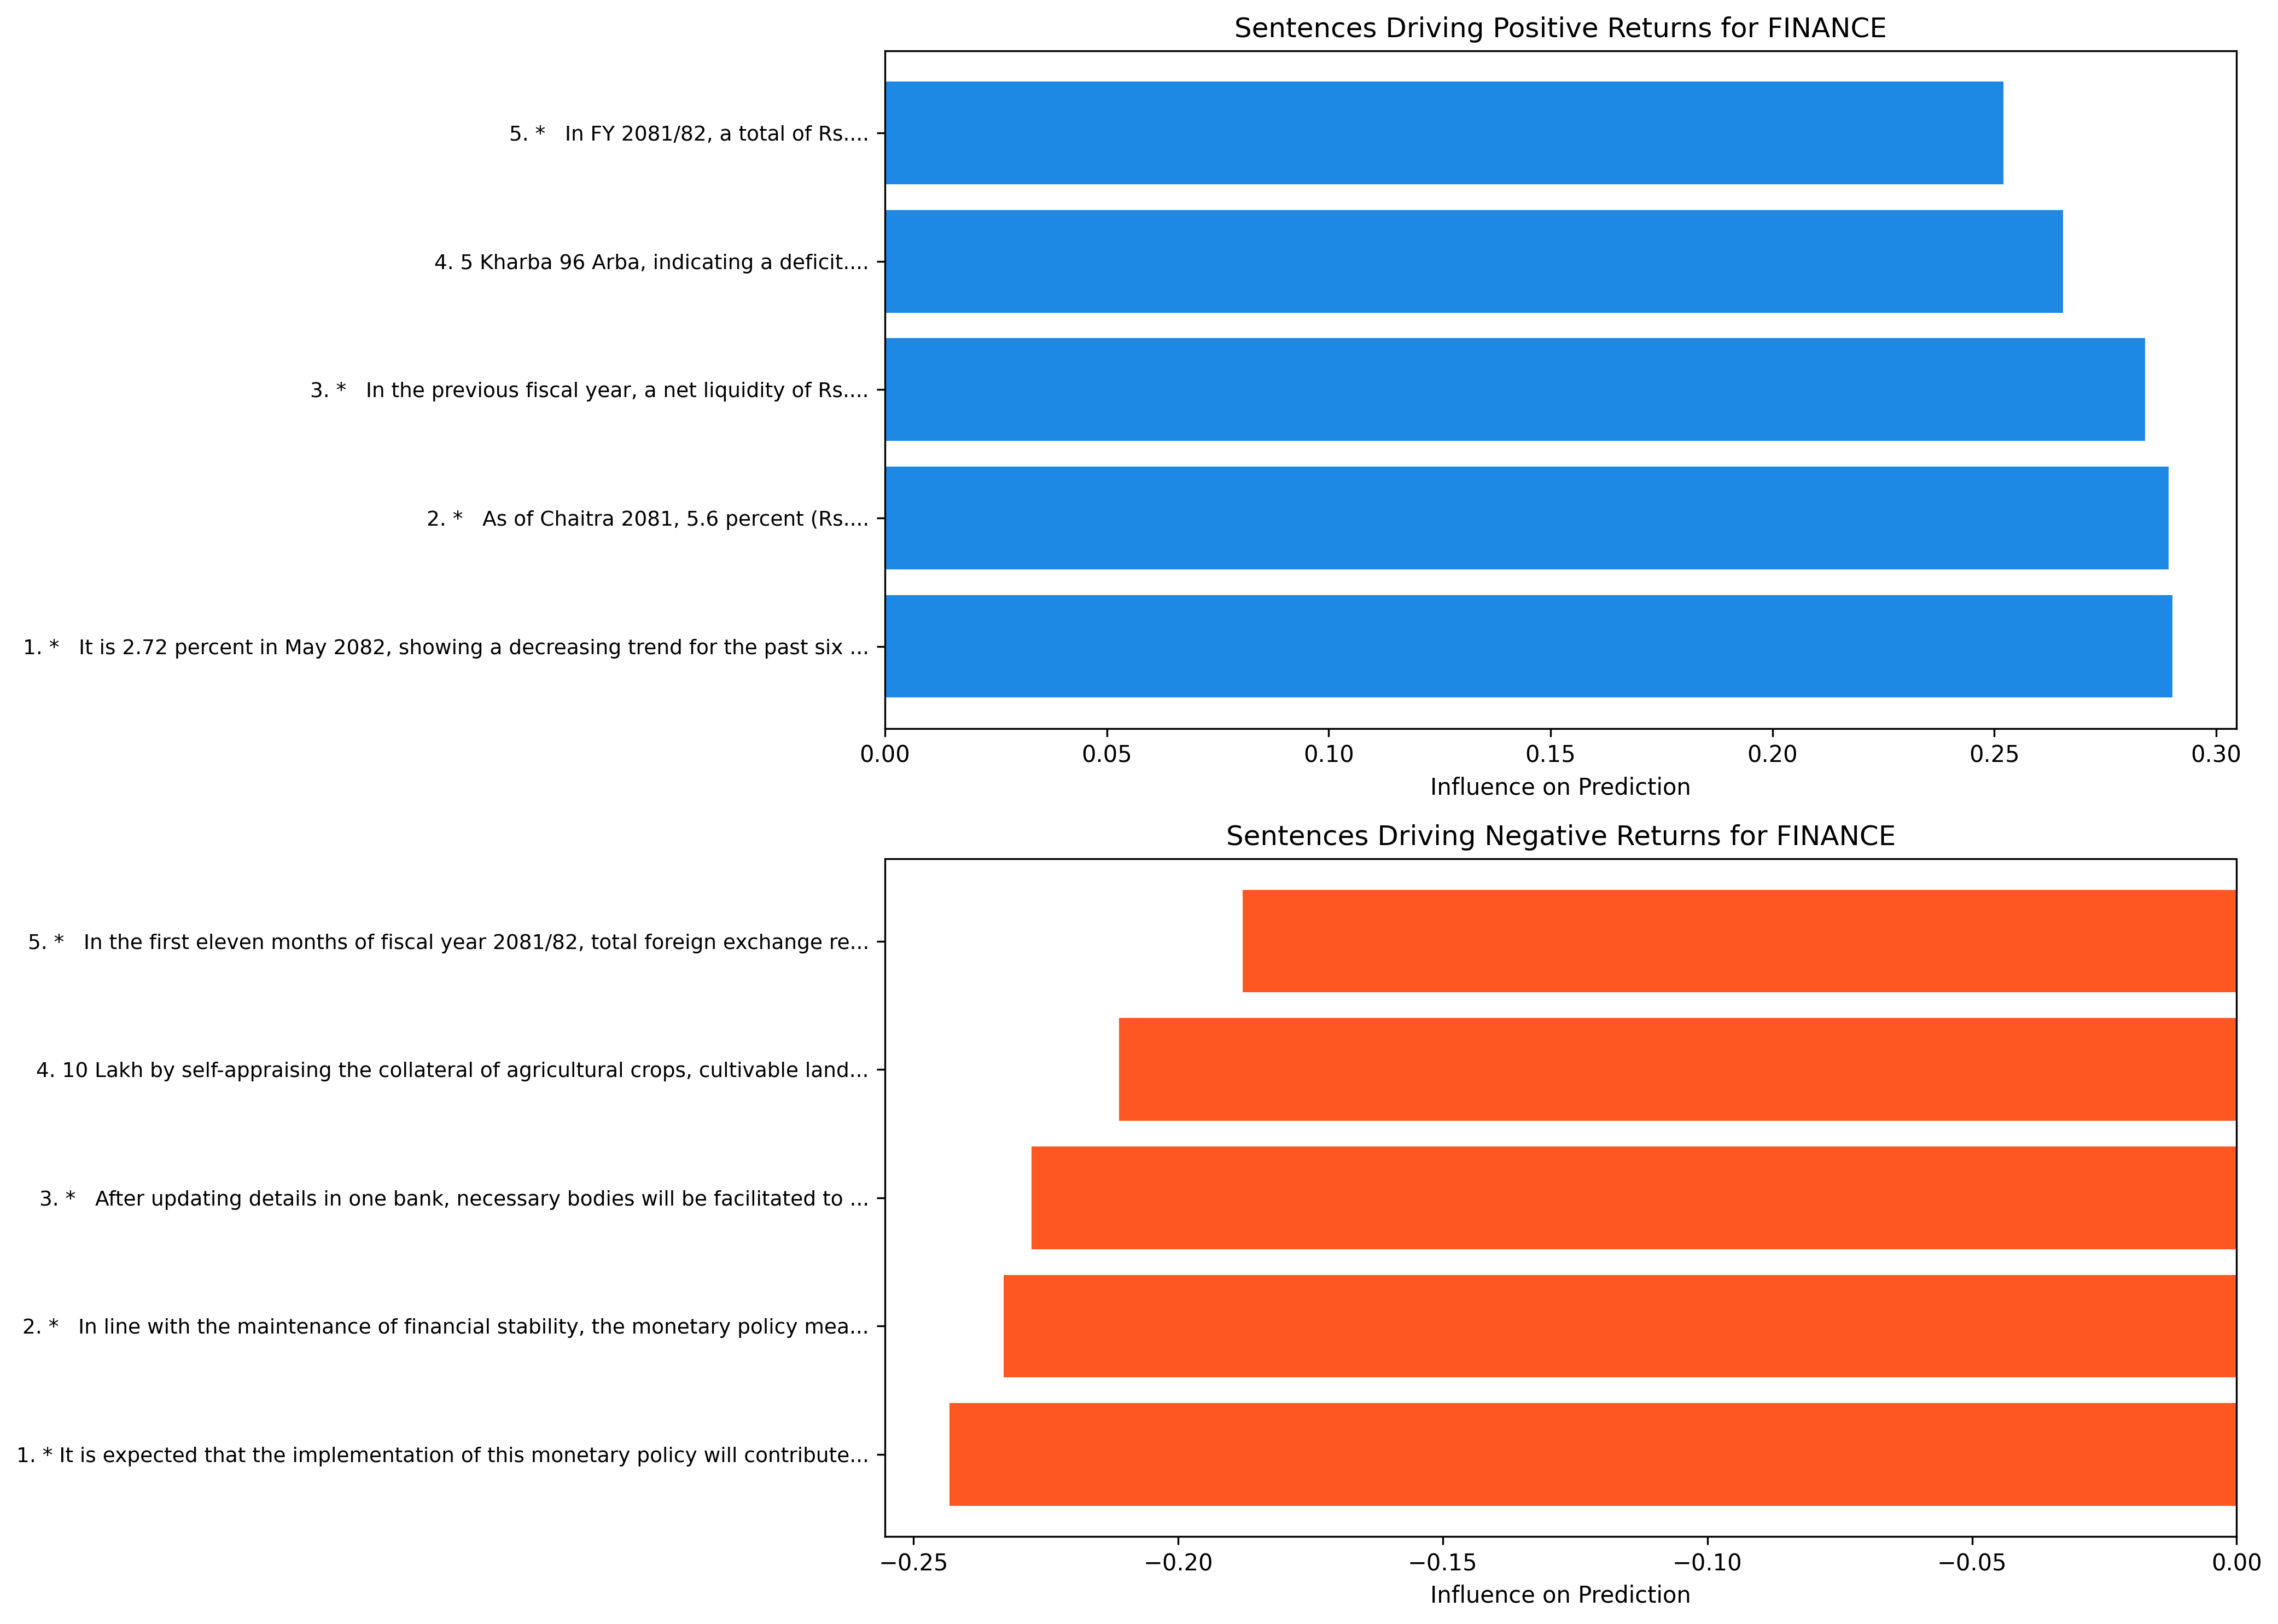 Sentences Driving Positive Returns for FINANCE
5. *   In FY 2081/82, a total of Rs....
4. 5 Kharba 96 Arba, indicating a deficit....
3. *   In the previous fiscal year, a net liquidity of Rs....
2. *   As of Chaitra 2081, 5.6 percent (Rs....
1. *   It is 2.72 percent in May 2082, showing a decreasing trend for the past six ...
0.00 0.05 0.10 0.15 0.20 0.25 0.30
Influence on Prediction
Sentences Driving Negative Returns for FINANCE
5. *   In the first eleven months of fiscal year 2081/82, total foreign exchange re...
4. 10 Lakh by self-appraising the collateral of agricultural crops, cultivable land...
3. *   After updating details in one bank, necessary bodies will be facilitated to ...
2. *   In line with the maintenance of financial stability, the monetary policy mea...
1. * It is expected that the implementation of this monetary policy will contribute...
−0.25 −0.20 −0.15 −0.10 −0.05 0.00
Influence on Prediction